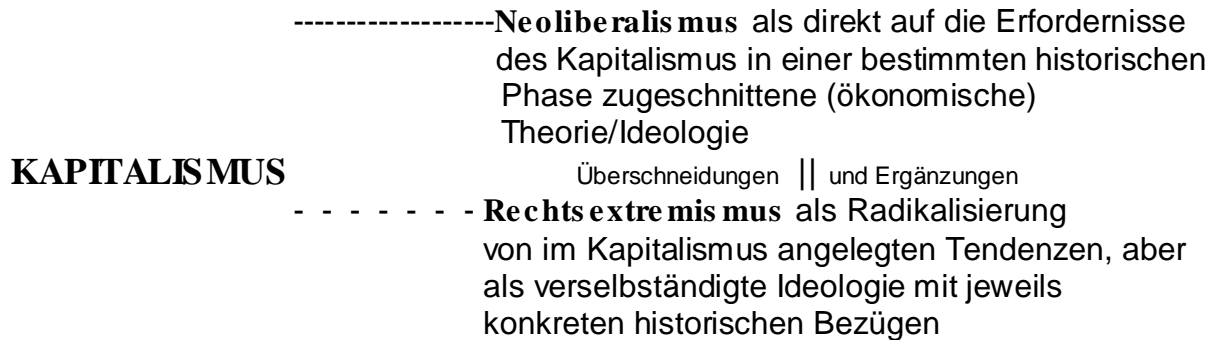 -------------------Neoliberalismus als direkt auf die Erfordernisse
des Kapitalismus in einer bestimmten historischen
Phase zugeschnittene (ökonomische)
Theorie/Ideologie
KAPITALISMUS Überschneidungen || und Ergänzungen
- - - - - - - Rechtsextremismus als Radikalisierung
von im Kapitalismus angelegten Tendenzen, aber
als verselbständigte Ideologie mit jeweils
konkreten historischen Bezügen